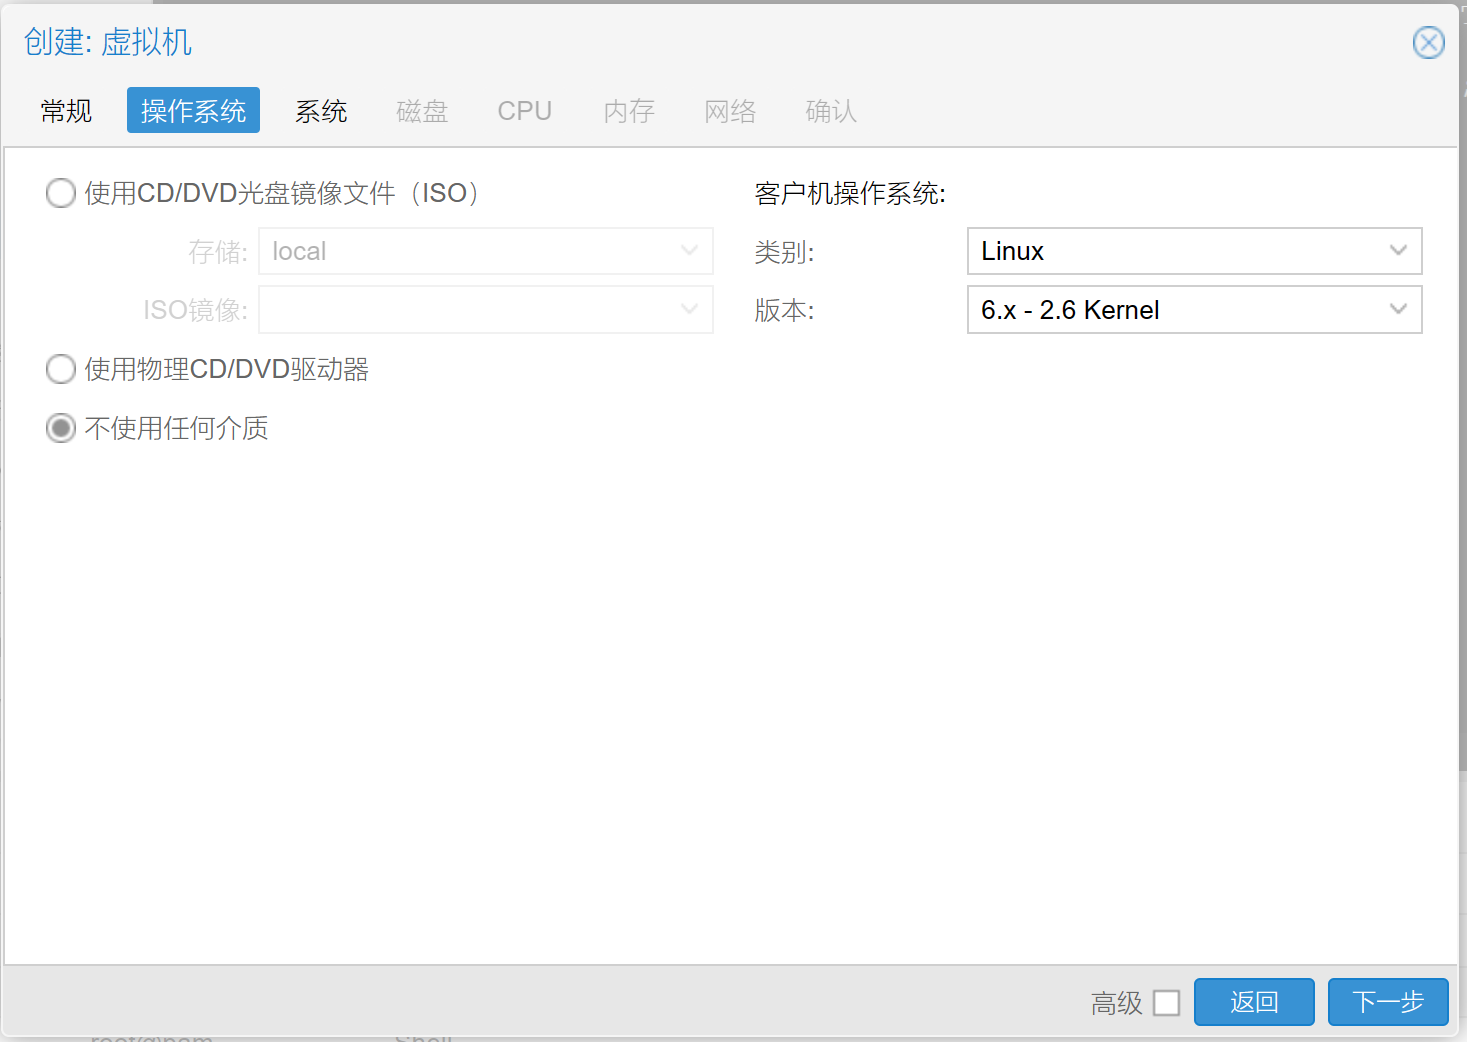 创建: 虚拟机
常规 操作系统 系统 磁盘 CPU 内存 网络 确认
使用CD/DVD光盘镜像文件（ISO）
存储: local
ISO镜像:
使用物理CD/DVD驱动器
不使用任何介质
客户机操作系统:
类别: Linux
版本: 6.x - 2.6 Kernel
高级 返回 下一步
root@pam Shell